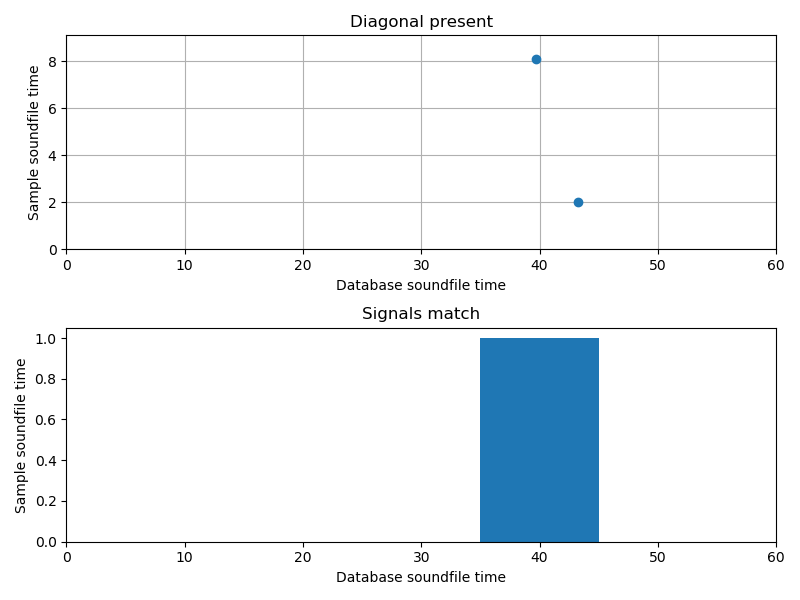 Diagonal present
Sample soundfile time
8
6
4
2
0
0 10 20 30 40 50 60
Database soundfile time
Signals match
Sample soundfile time
1.0
0.8
0.6
0.4
0.2
0.0
0 10 20 30 40 50 60
Database soundfile time